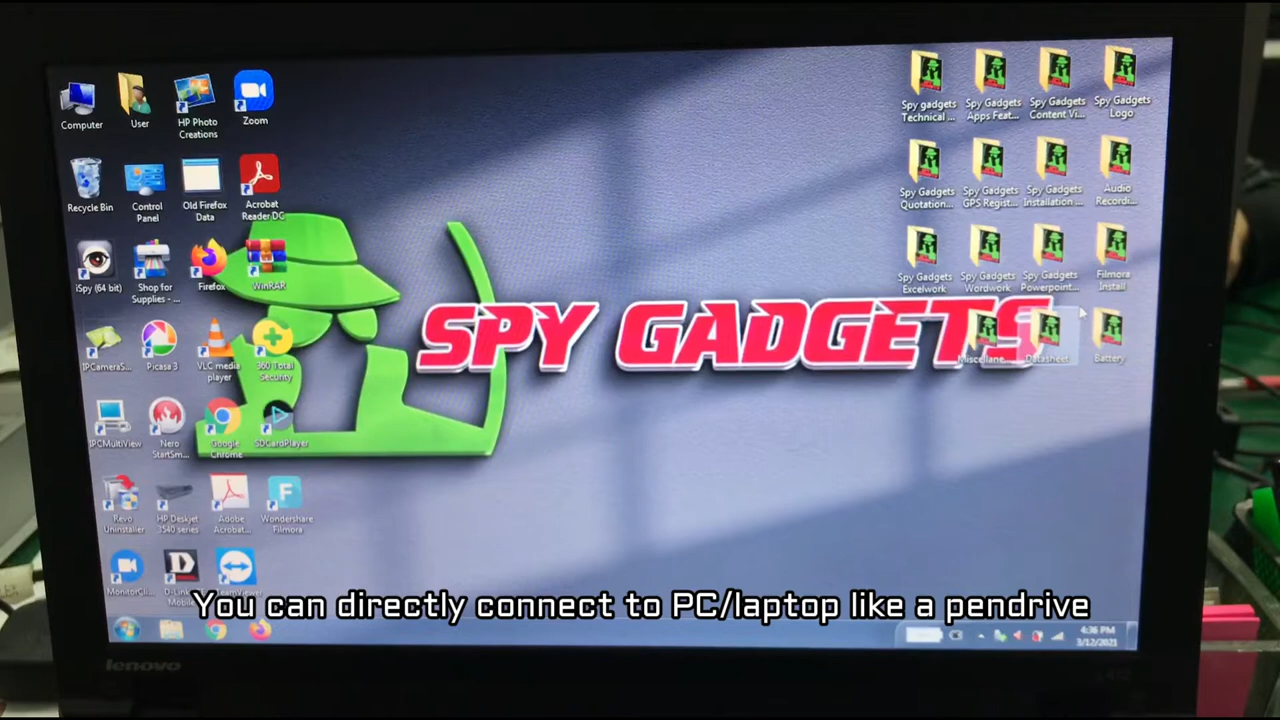 Computer
User
HP Photo
Creations
Zoom
Recycle Bin
Control
Panel
Old Firefox
Data
Acrobat
Reader DC
iSpy (64 bit)
Shop for
Supplies - ...
Firefox
WinRAR
IPCameraS...
Picasa 3
VLC media
player
360 Total
Security
IPCMultiView
Nero
StartSm...
Google
Chrome
SDCardPlayer
Revo
Uninstaller
HP Deskjet
3540 series
Adobe
Acrobat...
Wondershare
Filmora
MonitorCli...
D-Link
Mobile
TeamViewer
SPY GADGETS
Spy gadgets
Technical ...
Spy Gadgets
Apps Feat...
Spy Gadgets
Content Vi...
Spy Gadgets
Logo
Spy Gadgets
Quotation...
Spy Gadgets
GPS Regist...
Spy Gadgets
Installation ...
Audio
Recordi...
Spy Gadgets
Excelwork
Spy Gadgets
Wordwork
Spy Gadgets
Powerpoint...
Filmora
Install
Miscellane...
Datasheet
Battery
You can directly connect to PC/laptop like a pendrive
4:36 PM
3/12/2021
lenovo